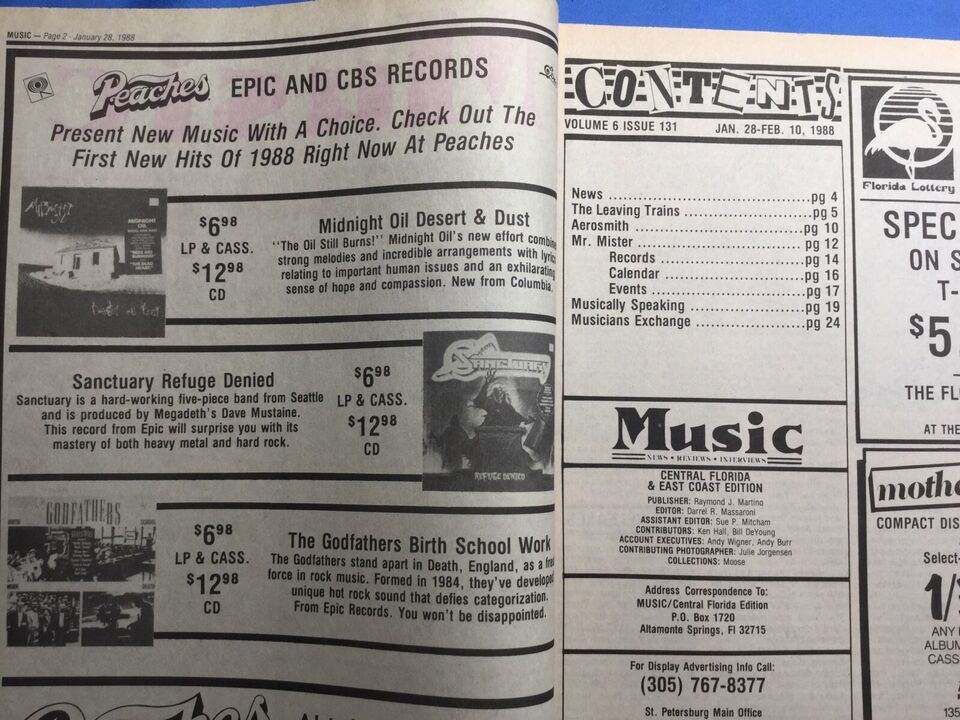 MUSIC — Page 2 - January 28, 1988
Peaches EPIC AND CBS RECORDS
Present New Music With A Choice. Check Out The
First New Hits Of 1988 Right Now At Peaches
MIDNIGHT OIL
$6.98
LP & CASS.
$12.98
CD
Midnight Oil Desert & Dust
"The Oil Still Burns!" Midnight Oil's new effort combine
strong melodies and incredible arrangements with lyrics
relating to important human issues and an exhilarating
sense of hope and compassion. New from Columbia.
Sanctuary Refuge Denied
Sanctuary is a hard-working five-piece band from Seattle
and is produced by Megadeth's Dave Mustaine.
This record from Epic will surprise you with its
mastery of both heavy metal and hard rock.
$6.98
LP & CASS.
$12.98
CD
SANCTUARY
REFUGE DENIED
GODFATHERS
$6.98
LP & CASS.
$12.98
CD
The Godfathers Birth School Work
The Godfathers stand apart in Death, England, as a fres
force in rock music. Formed in 1984, they've developed
unique hot rock sound that defies categorization.
From Epic Records. You won't be disappointed.
Peaches
CONTENTS
VOLUME 6 ISSUE 131 JAN. 28-FEB. 10, 1988
News ........ pg 4
The Leaving Trains ........ pg 5
Aerosmith ........ pg 10
Mr. Mister ........ pg 12
Records ........ pg 14
Calendar ........ pg 16
Events ........ pg 17
Musically Speaking ........ pg 19
Musicians Exchange ........ pg 24
Music
NEWS • REVIEWS • INTERVIEWS
CENTRAL FLORIDA
& EAST COAST EDITION
PUBLISHER: Raymond J. Martino
EDITOR: Darrel R. Massaroni
ASSISTANT EDITOR: Sue P. Mitcham
CONTRIBUTORS: Ken Hall, Bill DeYoung
ACCOUNT EXECUTIVES: Andy Wigner, Andy Burr
CONTRIBUTING PHOTOGRAPHER: Julie Jorgensen
COLLECTIONS: Moose
Address Correspondence To:
MUSIC/Central Florida Edition
P.O. Box 1720
Altamonte Springs, Fl 32715
For Display Advertising Info Call:
(305) 767-8377
St. Petersburg Main Office
Florida Lottery
SPEC
ON S
T-
$5
THE FL
AT THE
mothe
COMPACT DIS
Select-
1/
ANY
ALBUM
CASS
135